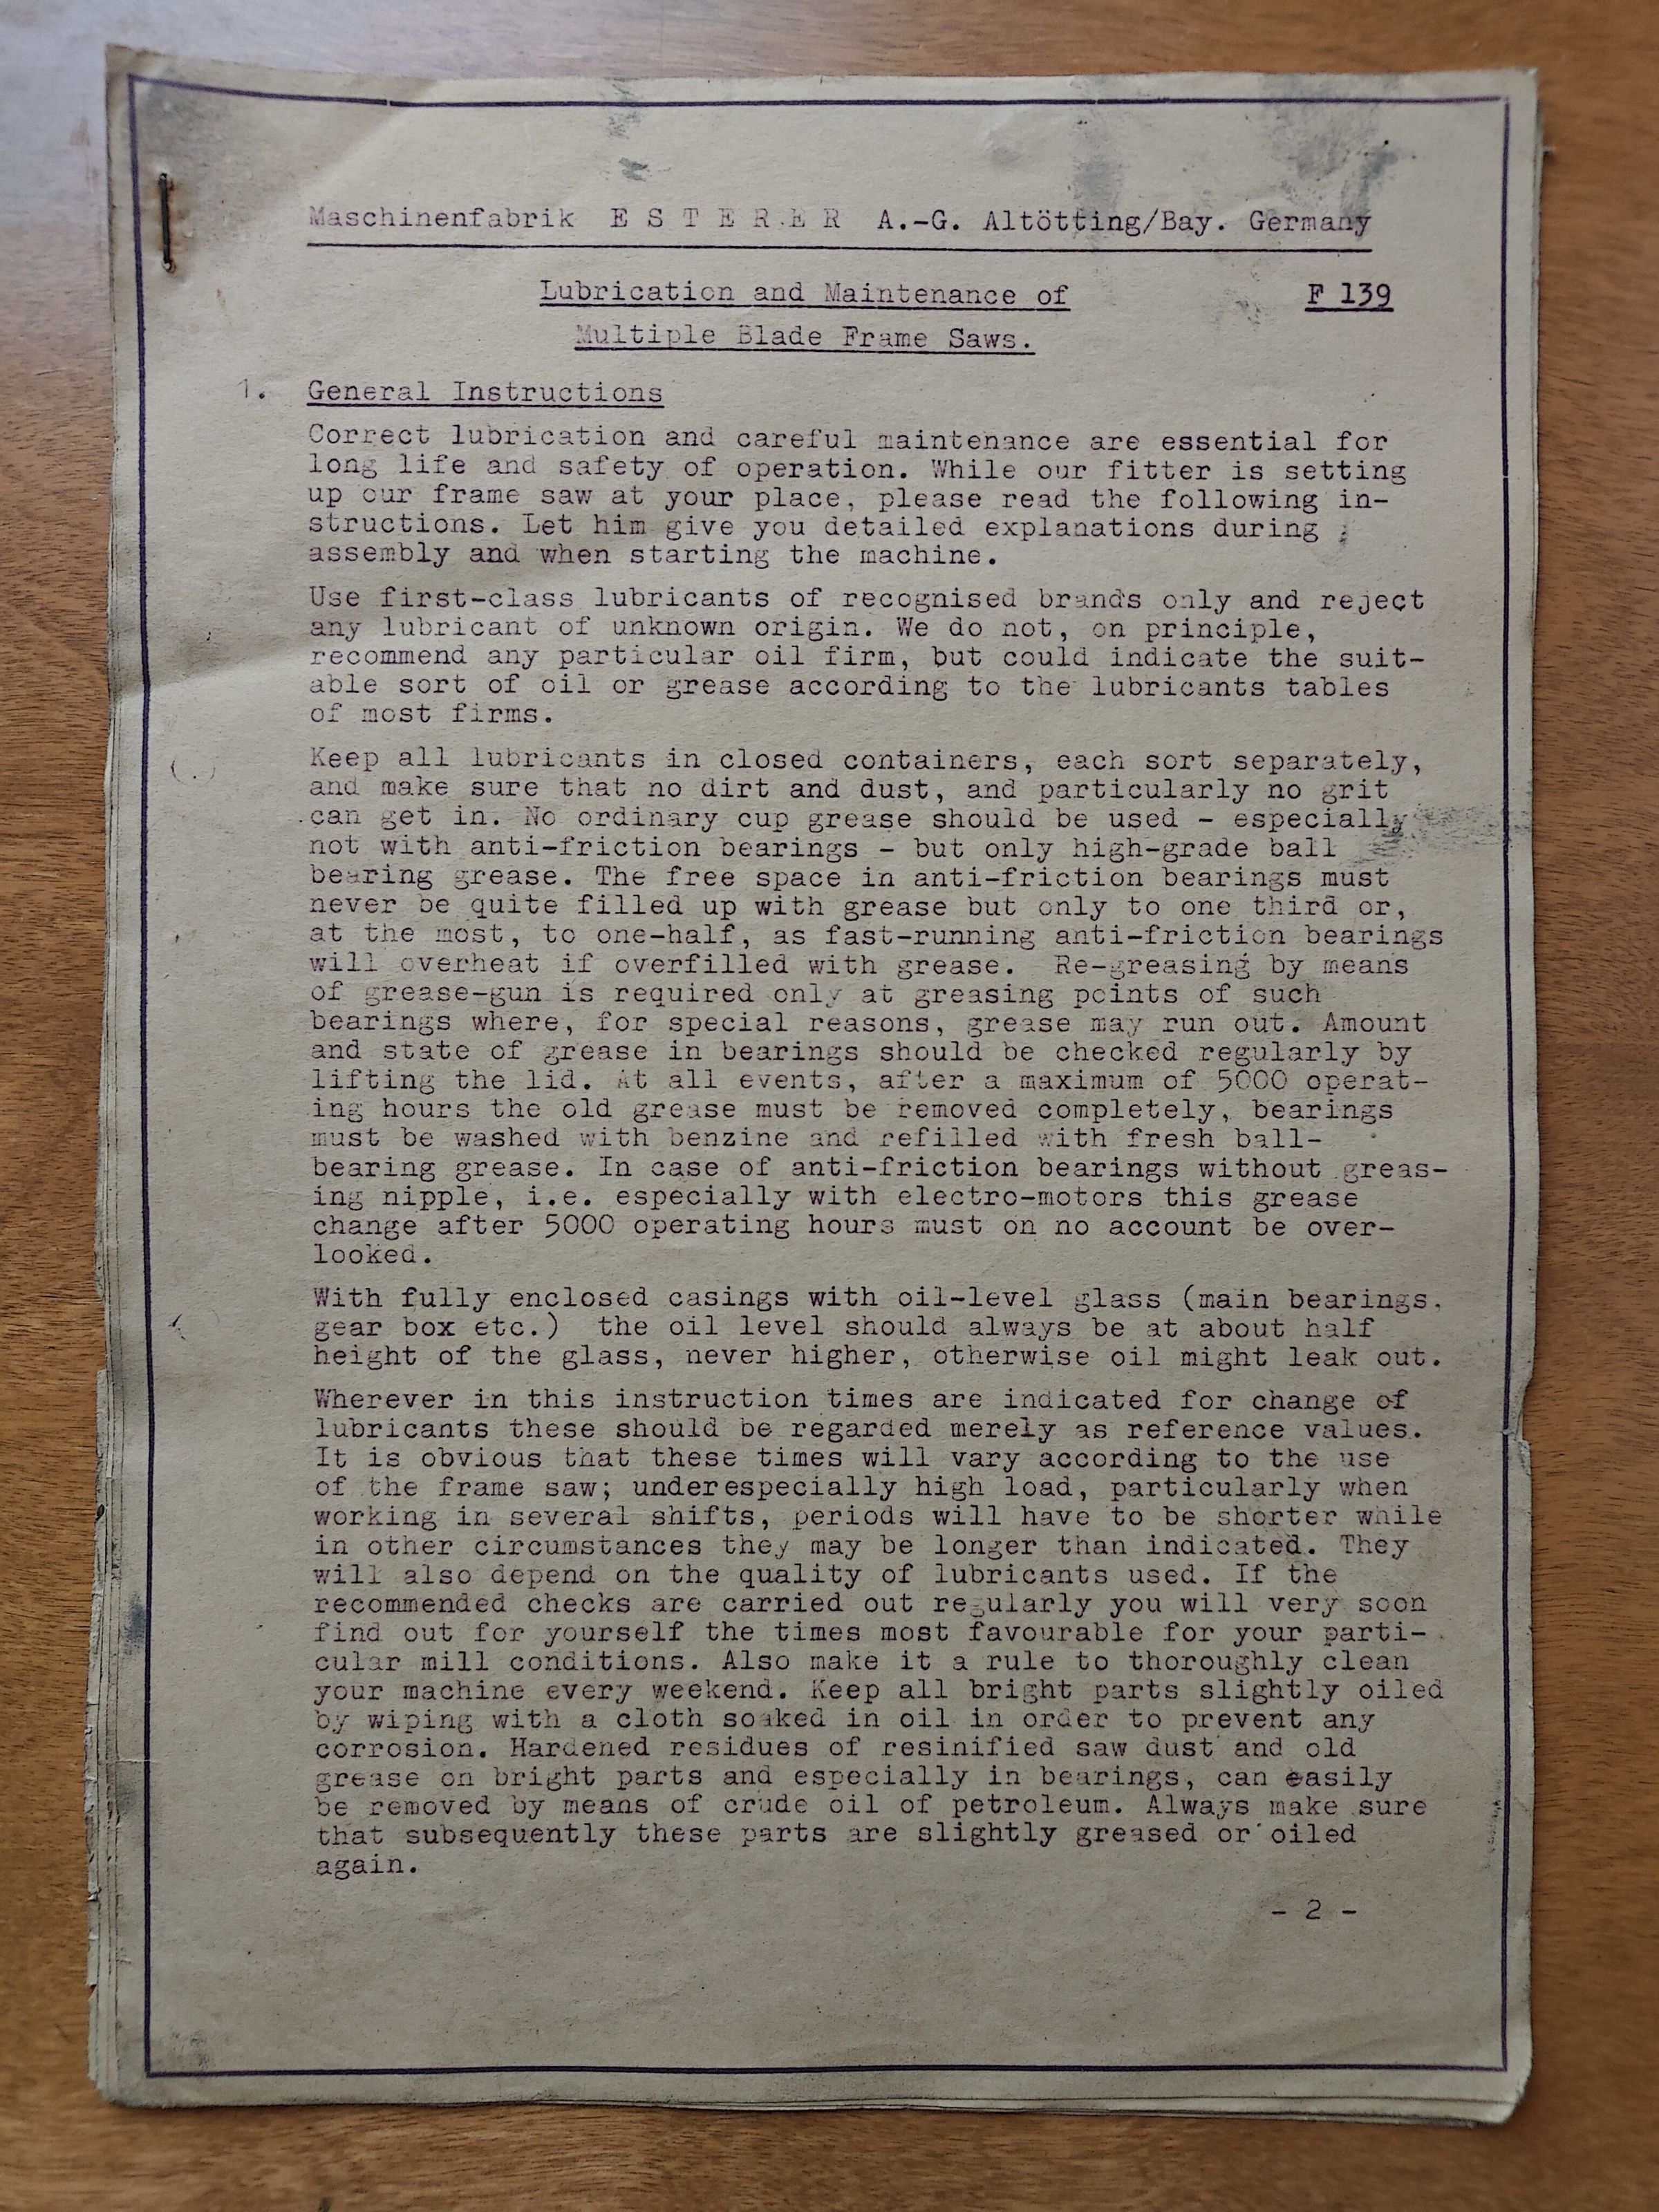 Maschinenfabrik E S T E R E R A.-G. Altötting/Bay. Germany
Lubrication and Maintenance of F 139
Multiple Blade Frame Saws.
1. General Instructions
Correct lubrication and careful maintenance are essential for
long life and safety of operation. While our fitter is setting
up our frame saw at your place, please read the following in-
structions. Let him give you detailed explanations during
assembly and when starting the machine.
Use first-class lubricants of recognised brands only and reject
any lubricant of unknown origin. We do not, on principle,
recommend any particular oil firm, but could indicate the suit-
able sort of oil or grease according to the lubricants tables
of most firms.
Keep all lubricants in closed containers, each sort separately,
and make sure that no dirt and dust, and particularly no grit
can get in. No ordinary cup grease should be used - especially
not with anti-friction bearings - but only high-grade ball
bearing grease. The free space in anti-friction bearings must
never be quite filled up with grease but only to one third or,
at the most, to one-half, as fast-running anti-friction bearings
will overheat if overfilled with grease. Re-greasing by means
of grease-gun is required only at greasing points of such
bearings where, for special reasons, grease may run out. Amount
and state of grease in bearings should be checked regularly by
lifting the lid. At all events, after a maximum of 5000 operat-
ing hours the old grease must be removed completely, bearings
must be washed with benzine and refilled with fresh ball-
bearing grease. In case of anti-friction bearings without greas-
ing nipple, i.e. especially with electro-motors this grease
change after 5000 operating hours must on no account be over-
looked.
With fully enclosed casings with oil-level glass (main bearings.
gear box etc.) the oil level should always be at about half
height of the glass, never higher, otherwise oil might leak out.
Wherever in this instruction times are indicated for change of
lubricants these should be regarded merely as reference values.
It is obvious that these times will vary according to the use
of the frame saw; underespecially high load, particularly when
working in several shifts, periods will have to be shorter while
in other circumstances they may be longer than indicated. They
will also depend on the quality of lubricants used. If the
recommended checks are carried out regularly you will very soon
find out for yourself the times most favourable for your parti-
cular mill conditions. Also make it a rule to thoroughly clean
your machine every weekend. Keep all bright parts slightly oiled
by wiping with a cloth soaked in oil in order to prevent any
corrosion. Hardened residues of resinified saw dust and old
grease on bright parts and especially in bearings, can easily
be removed by means of crude oil of petroleum. Always make sure
that subsequently these parts are slightly greased or oiled
again.
- 2 -